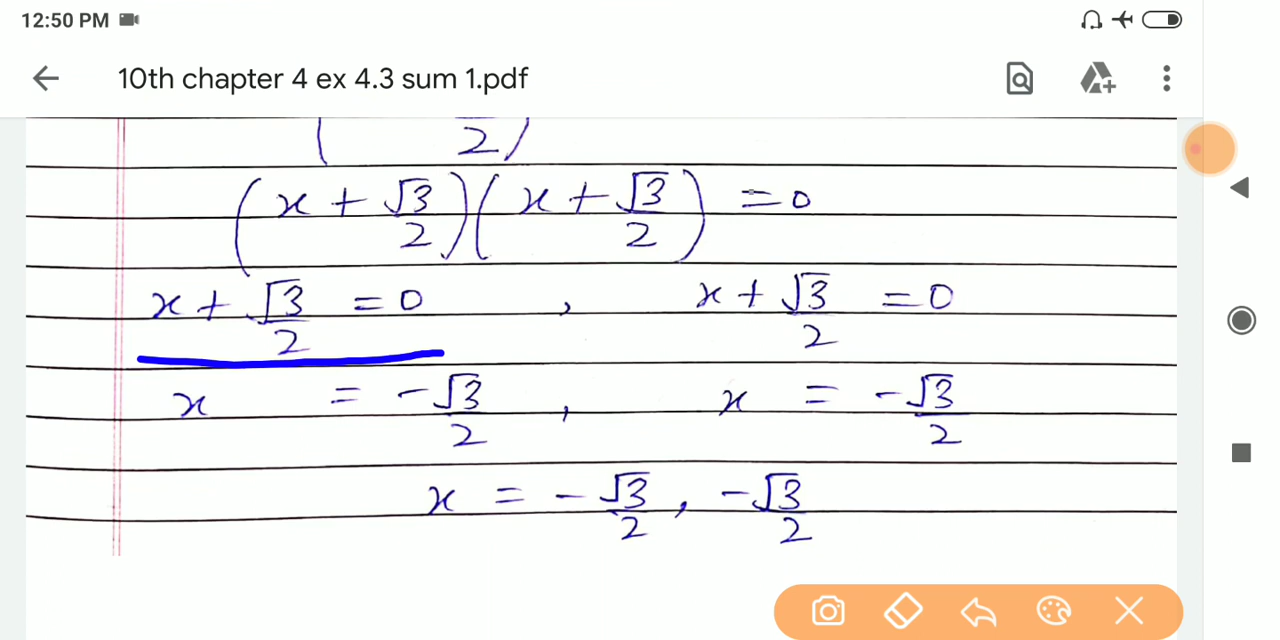 12:50 PM
10th chapter 4 ex 4.3 sum 1.pdf
( 2)
(x + √3/2)(x + √3/2) = 0
x + √3/2 = 0 , x + √3/2 = 0
x = -√3/2 , x = -√3/2
x = -√3/2 , -√3/2